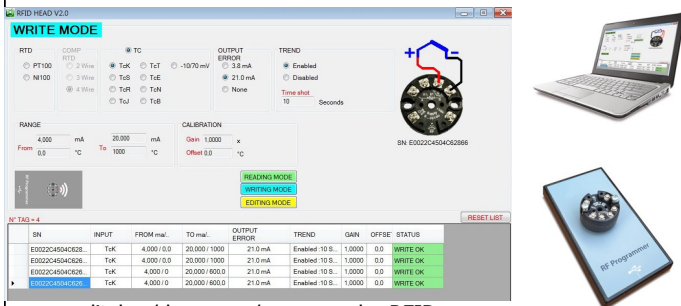 RFID HEAD V2.0
WRITE MODE
RTD
PT100
NI100
COMP RTD
2 Wire
3 Wire
4 Wire
TC
TcK TcT -10/70 mV
TcS TcE
TcR TcN
TcJ TcB
OUTPUT ERROR
3.8 mA
21.0 mA
None
TREND
Enabled
Disabled
Time shot
10 Seconds
SN: E0022C4504C62866
RANGE
From
4,000 mA
0,0 °C
To
20,000 mA
1000 °C
CALIBRATION
Gain 1,0000 x
Offset 0,0 °C
READING MODE
WRITING MODE
EDITING MODE
RF Programmer
N° TAG = 4
RESET LIST
SN INPUT FROM ma/.. TO ma/.. OUTPUT ERROR TREND GAIN OFFSE' STATUS
E0022C4504C628... TcK 4,000 / 0,0 20,000 / 1000 21.0 mA Enabled :10 S... 1,0000 0,0 WRITE OK
E0022C4504C626... TcK 4,000 / 0,0 20,000 / 1000 21.0 mA Enabled :10 S... 1,0000 0,0 WRITE OK
E0022C4504C626... TcK 4,000 / 0 20,000 / 600,0 21.0 mA Enabled :10 S... 1,0000 0,0 WRITE OK
E0022C4504C626... TcK 4,000 / 0 20,000 / 600,0 21.0 mA Enabled :10 S... 1,0000 0,0 WRITE OK
RF Programmer